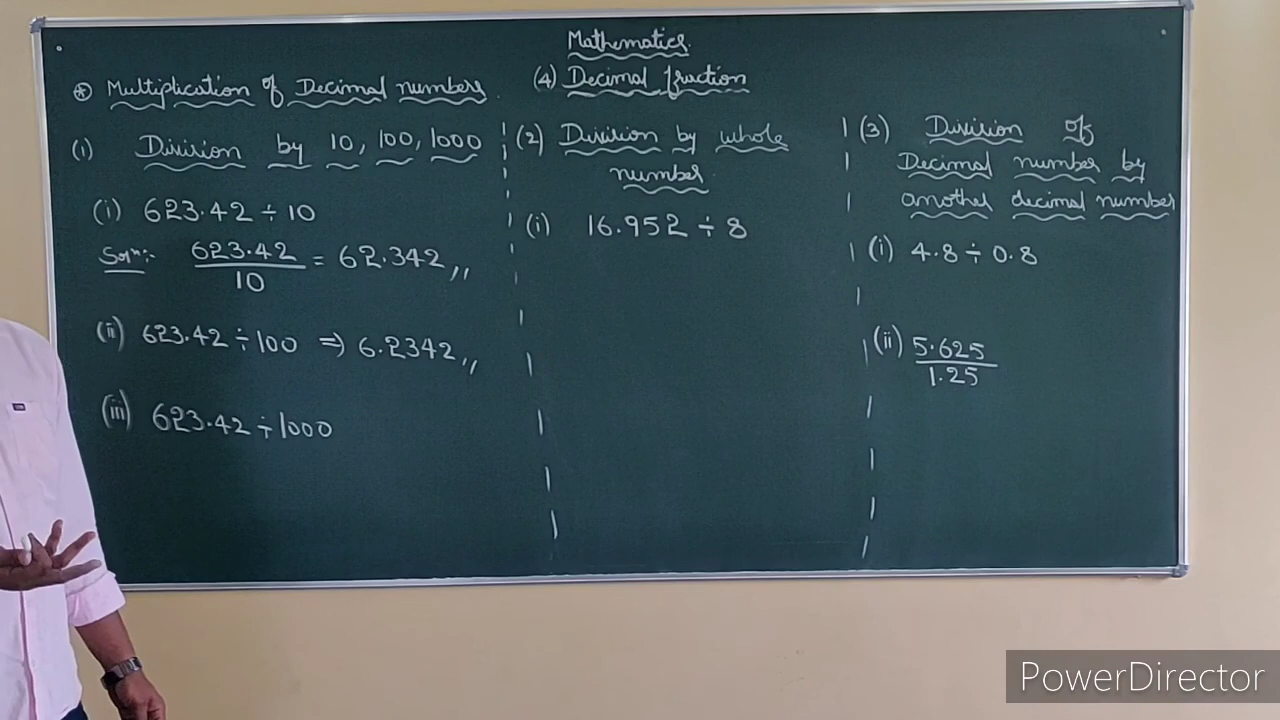 Mathematics
(4) Decimal fraction
* Multiplication of Decimal numbers
(1) Division by 10, 100, 1000
(i) 623.42 ÷ 10
Solⁿ:- 623.42/10 = 62.342,,
(ii) 623.42 ÷ 100 ⇒ 6.2342,,
(iii) 623.42 ÷ 1000
(2) Division by whole
number
(i) 16.952 ÷ 8
(3) Division of
Decimal number by
another decimal number
(i) 4.8 ÷ 0.8
(ii) 5.625/1.25
PowerDirector